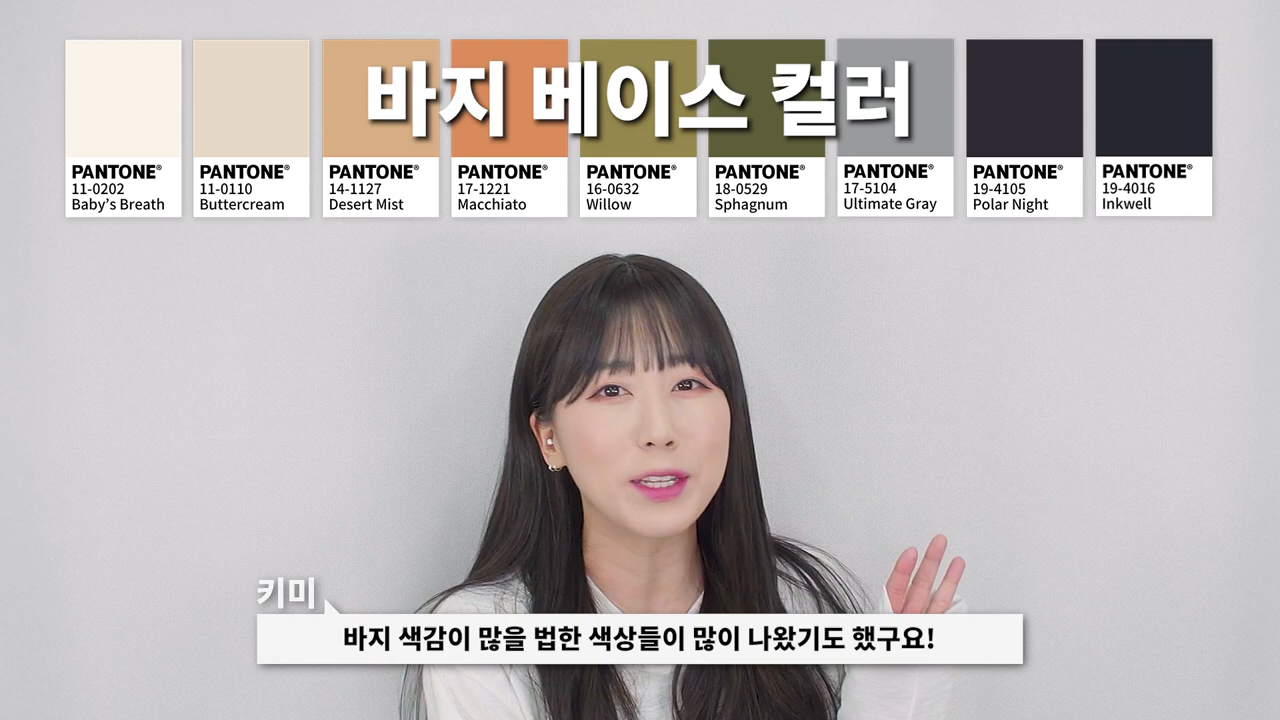 바지 베이스 컬러
PANTONE®
11-0202
Baby's Breath
PANTONE®
11-0110
Buttercream
PANTONE®
14-1127
Desert Mist
PANTONE®
17-1221
Macchiato
PANTONE®
16-0632
Willow
PANTONE®
18-0529
Sphagnum
PANTONE®
17-5104
Ultimate Gray
PANTONE®
19-4105
Polar Night
PANTONE®
19-4016
Inkwell
키미
바지 색감이 많을 법한 색상들이 많이 나왔기도 했구요!